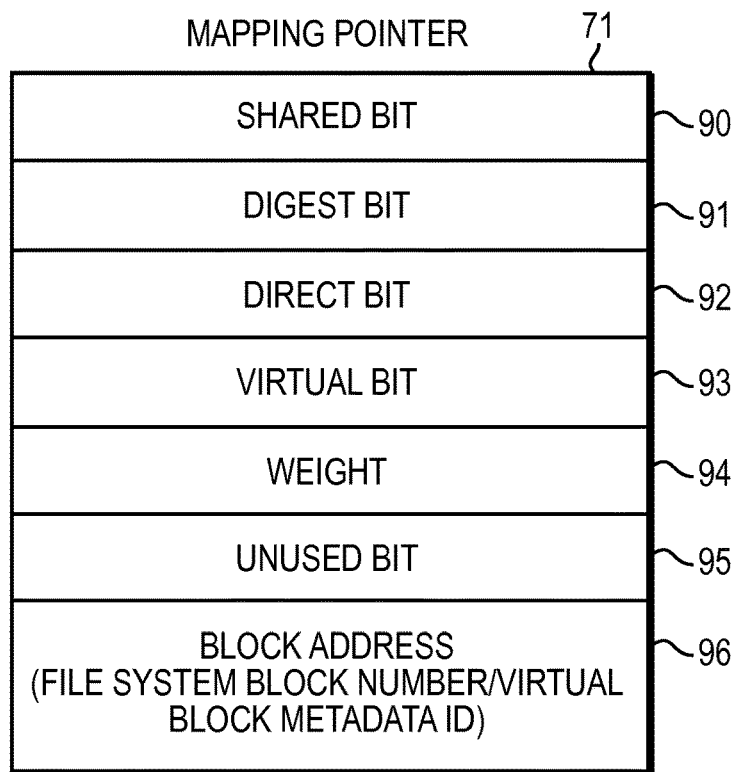 71
MAPPING POINTER
SHARED BIT 90
DIGEST BIT 91
DIRECT BIT 92
VIRTUAL BIT 93
WEIGHT 94
UNUSED BIT 95
BLOCK ADDRESS 96
(FILE SYSTEM BLOCK NUMBER/VIRTUAL
BLOCK METADATA ID)